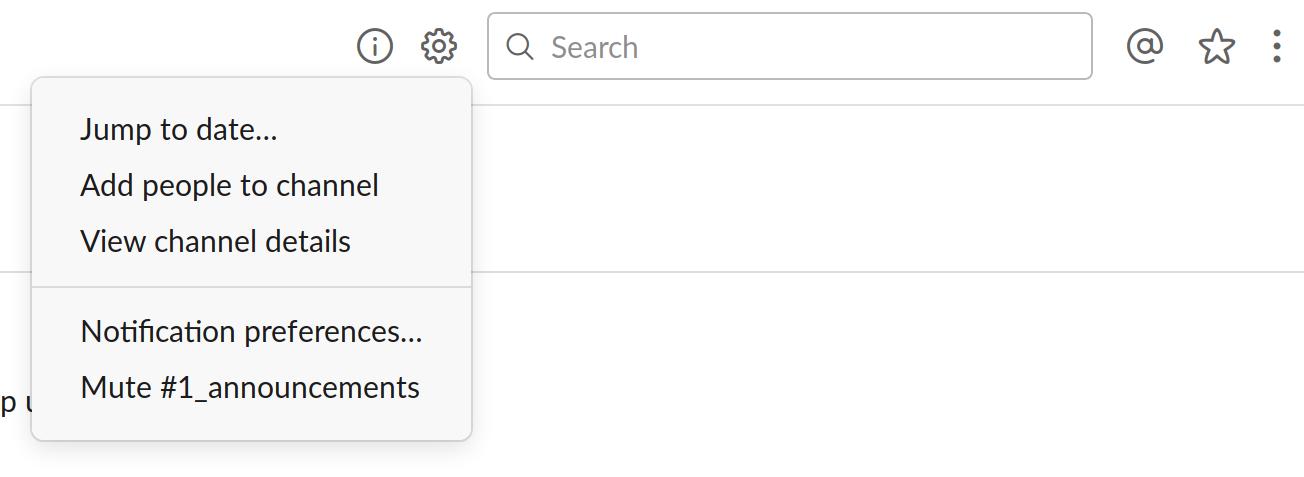 Search
Jump to date...
Add people to channel
View channel details
Notification preferences...
Mute #1_announcements
p